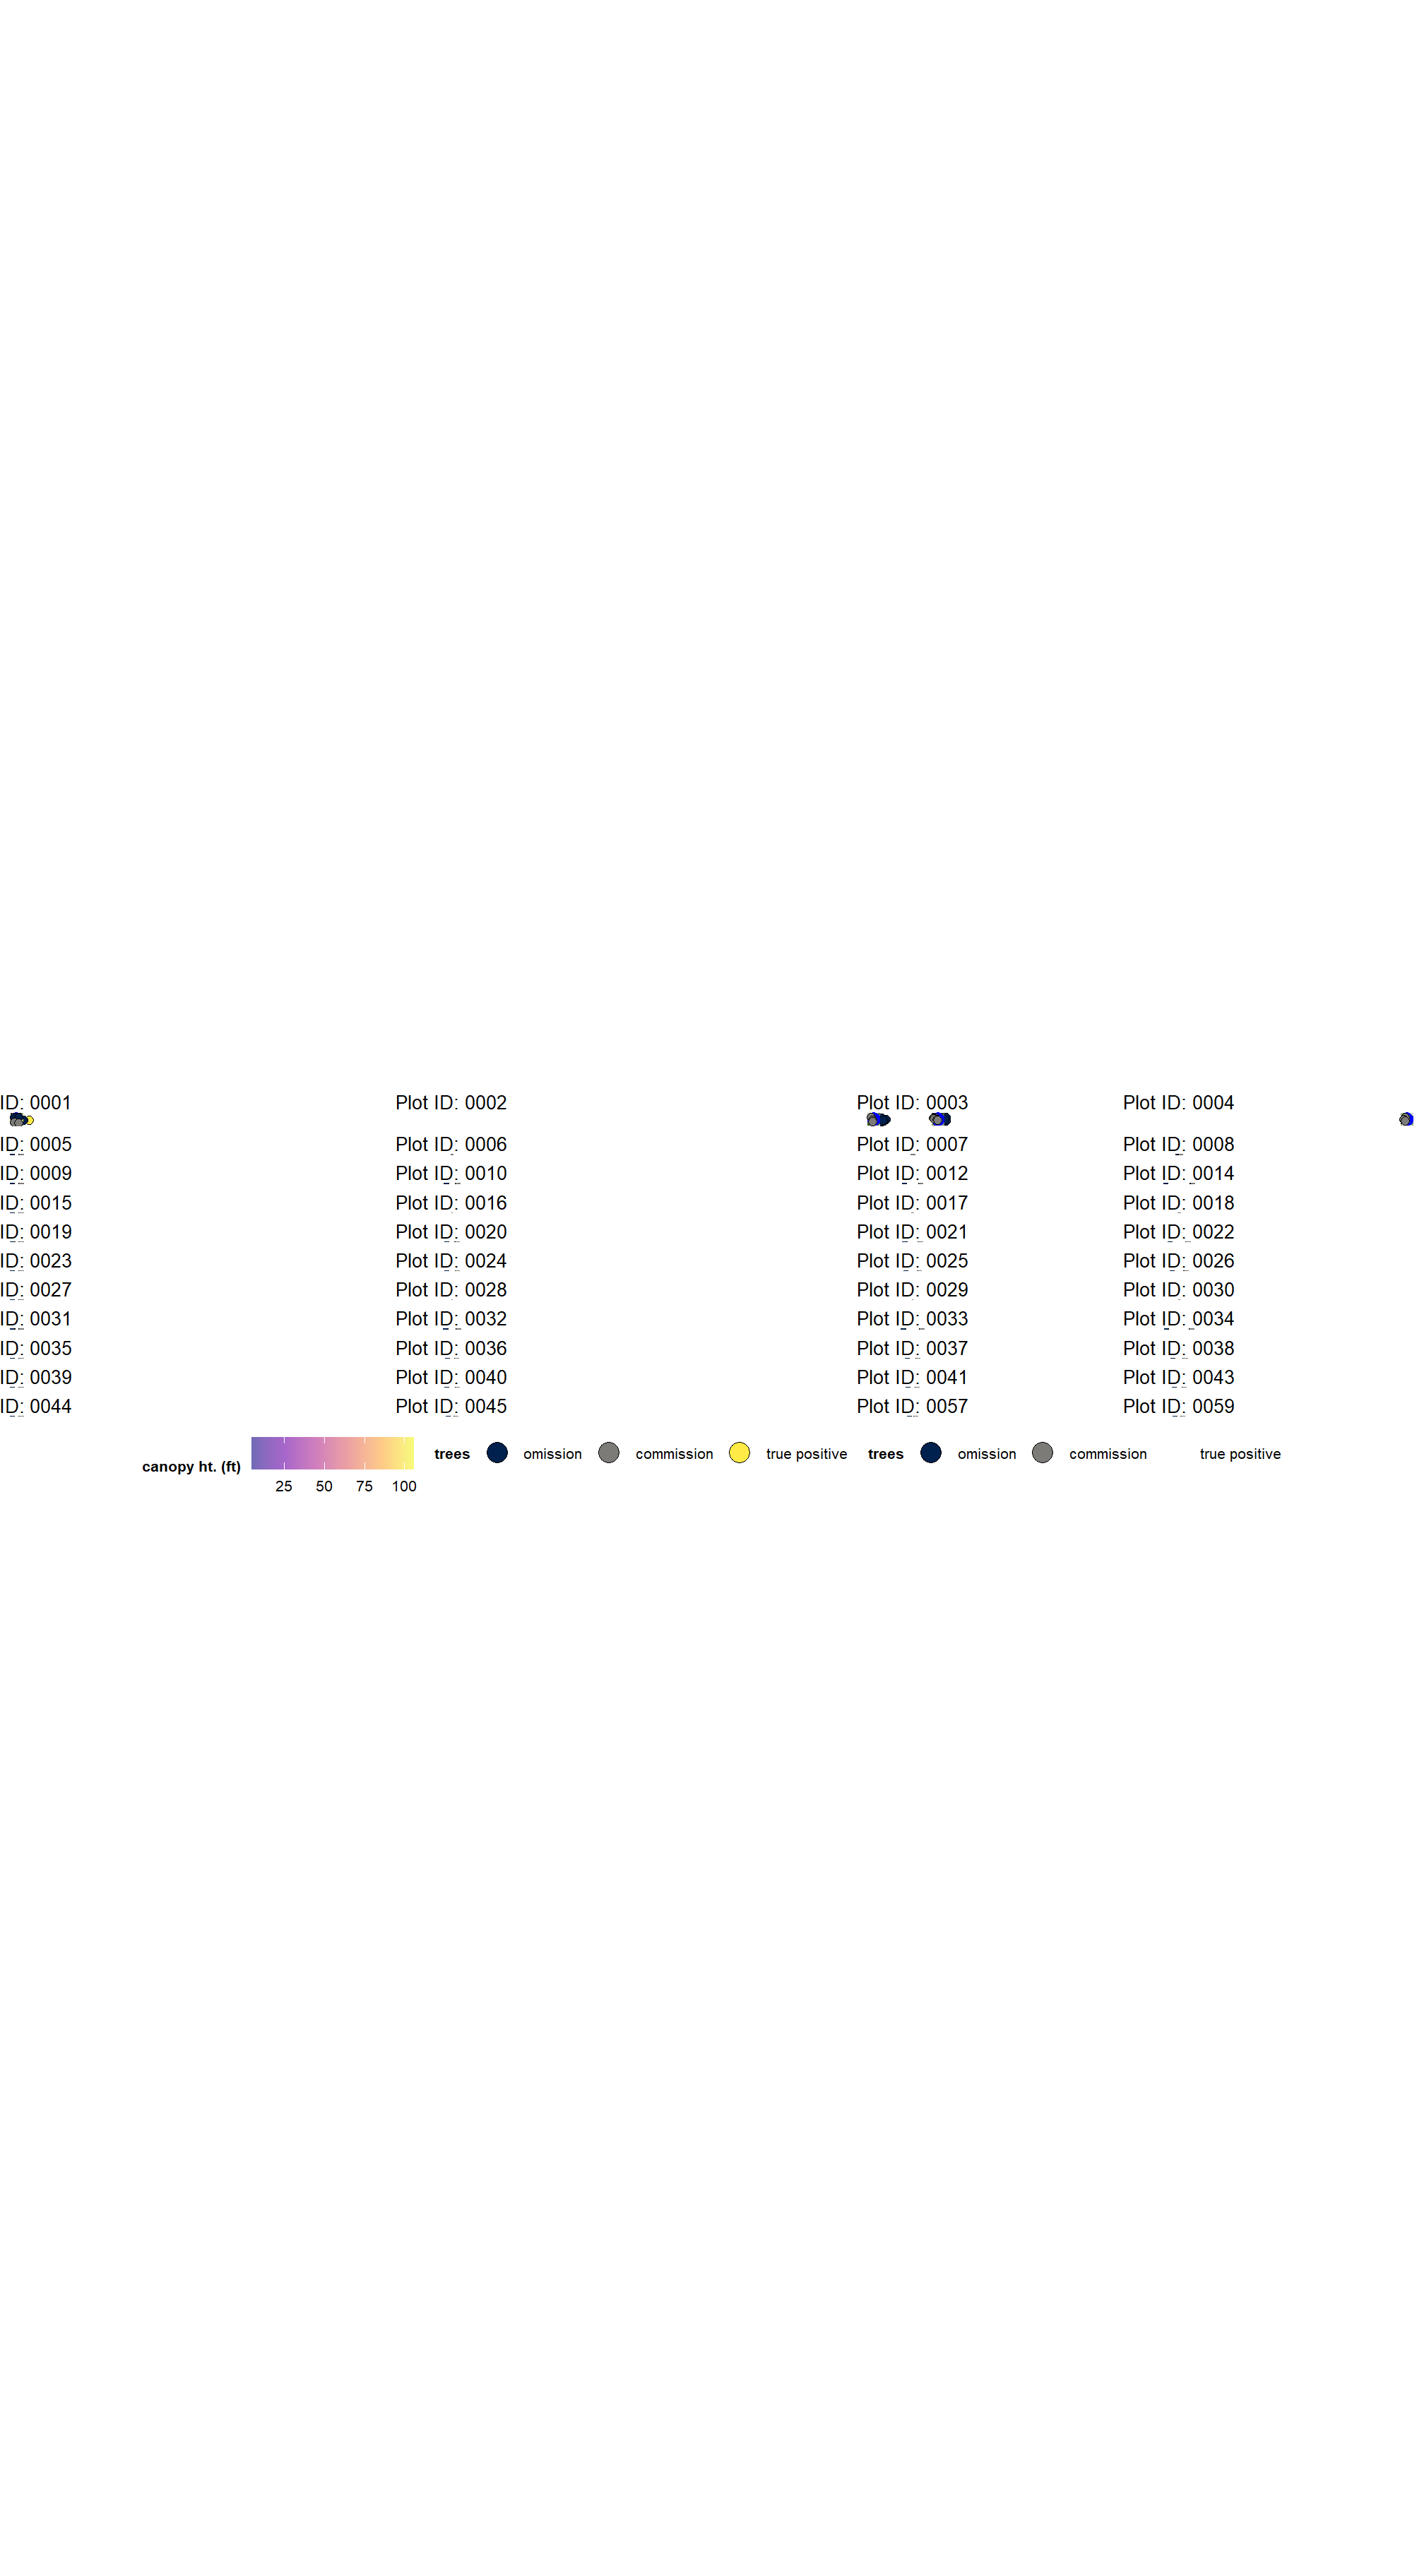 ID: 0001 Plot ID: 0002 Plot ID: 0003 Plot ID: 0004
ID: 0005 Plot ID: 0006 Plot ID: 0007 Plot ID: 0008
ID: 0009 Plot ID: 0010 Plot ID: 0012 Plot ID: 0014
ID: 0015 Plot ID: 0016 Plot ID: 0017 Plot ID: 0018
ID: 0019 Plot ID: 0020 Plot ID: 0021 Plot ID: 0022
ID: 0023 Plot ID: 0024 Plot ID: 0025 Plot ID: 0026
ID: 0027 Plot ID: 0028 Plot ID: 0029 Plot ID: 0030
ID: 0031 Plot ID: 0032 Plot ID: 0033 Plot ID: 0034
ID: 0035 Plot ID: 0036 Plot ID: 0037 Plot ID: 0038
ID: 0039 Plot ID: 0040 Plot ID: 0041 Plot ID: 0043
ID: 0044 Plot ID: 0045 Plot ID: 0057 Plot ID: 0059
canopy ht. (ft) trees omission commission true positive trees omission commission true positive
25 50 75 100